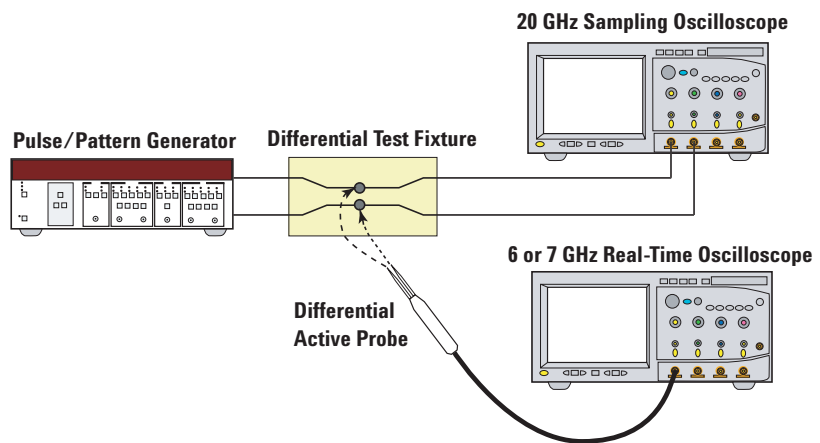 20 GHz Sampling Oscilloscope
Pulse/Pattern Generator
Differential Test Fixture
6 or 7 GHz Real-Time Oscilloscope
Differential
Active Probe